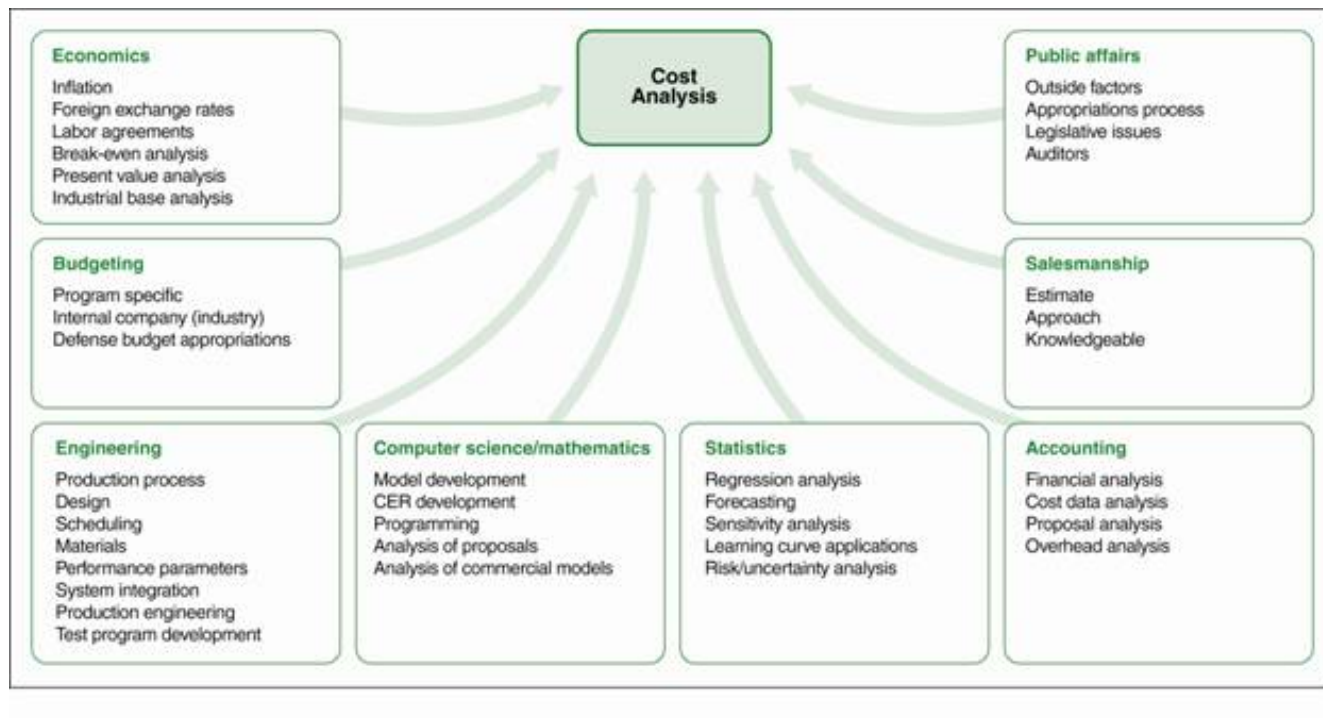 Economics
Inflation
Foreign exchange rates
Labor agreements
Break-even analysis
Present value analysis
Industrial base analysis
Cost
Analysis
Public affairs
Outside factors
Appropriations process
Legislative issues
Auditors
Budgeting
Program specific
Internal company (industry)
Defense budget appropriations
Salesmanship
Estimate
Approach
Knowledgeable
Engineering
Production process
Design
Scheduling
Materials
Performance parameters
System integration
Production engineering
Test program development
Computer science/mathematics
Model development
CER development
Programming
Analysis of proposals
Analysis of commercial models
Statistics
Regression analysis
Forecasting
Sensitivity analysis
Learning curve applications
Risk/uncertainty analysis
Accounting
Financial analysis
Cost data analysis
Proposal analysis
Overhead analysis